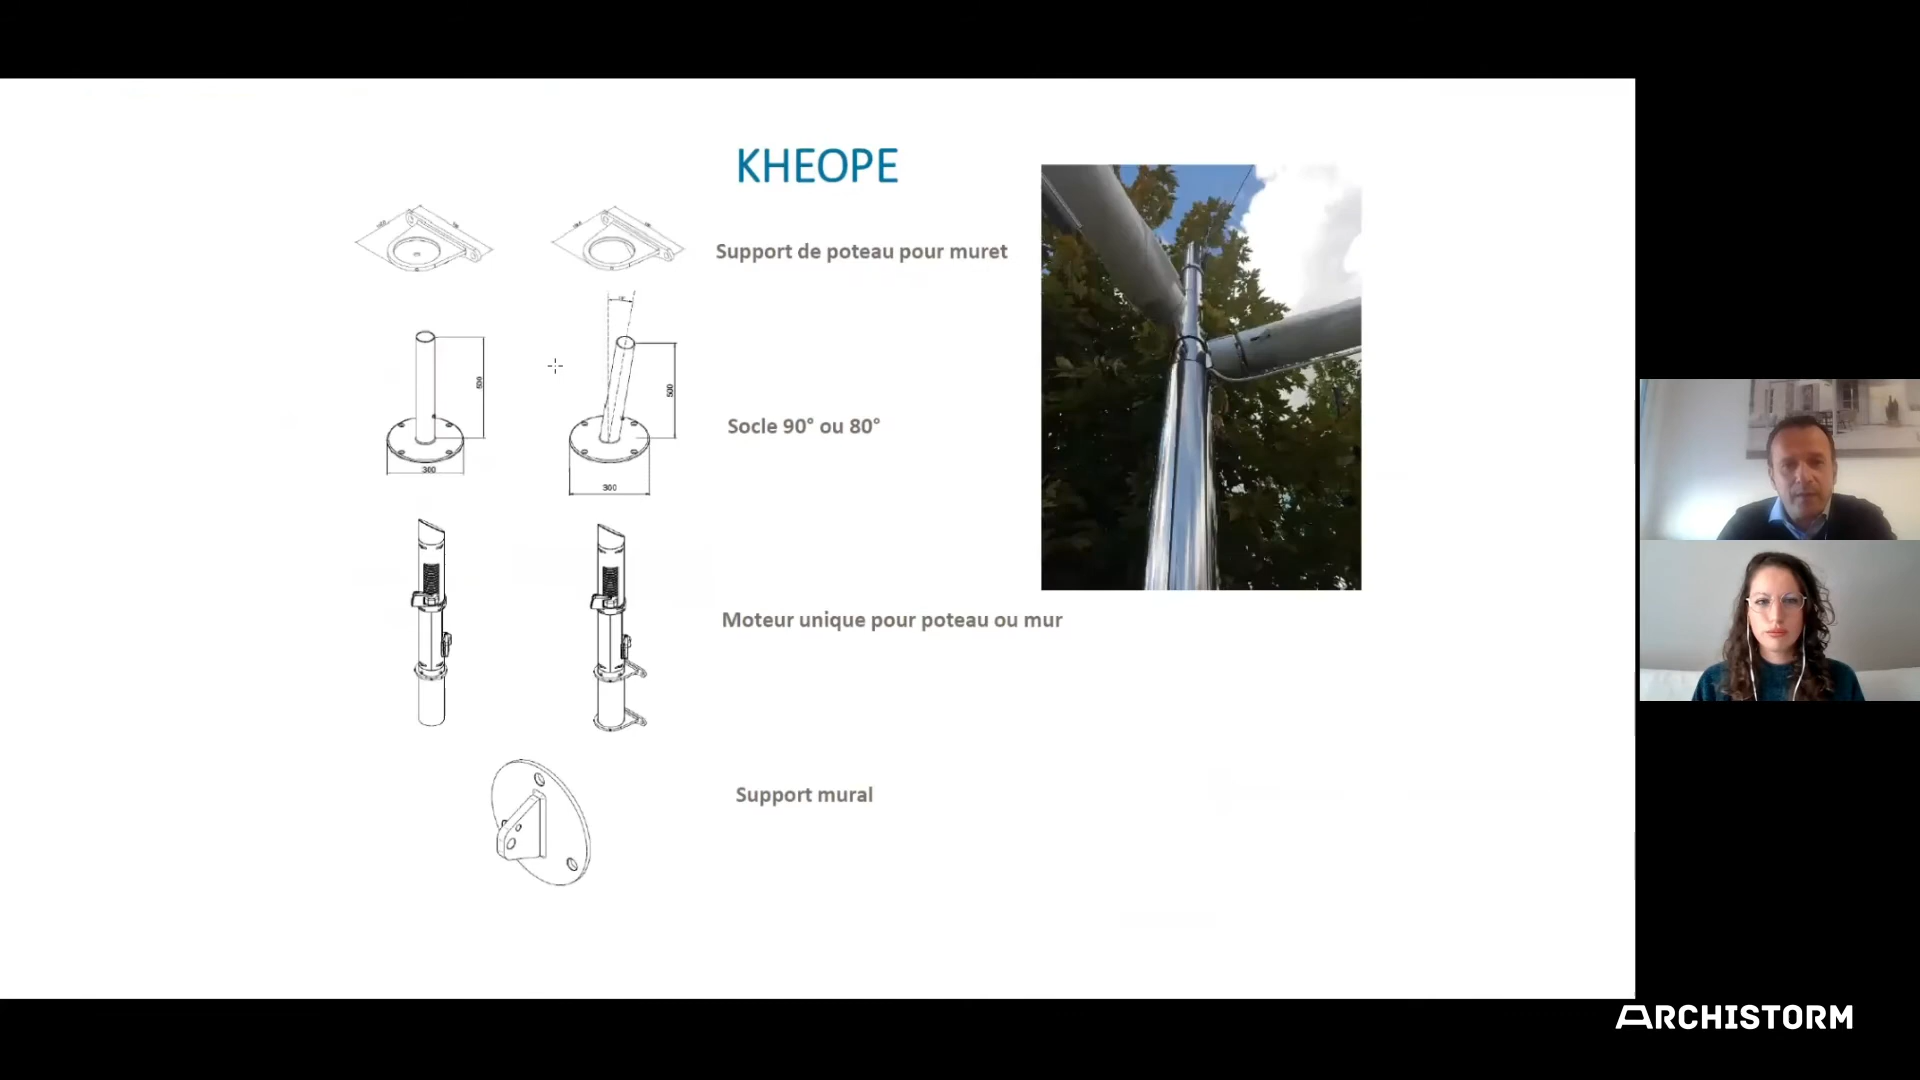 KHEOPE
Support de poteau pour muret
500
500
Socle 90° ou 80°
300
300
Moteur unique pour poteau ou mur
Support mural
ARCHISTORM